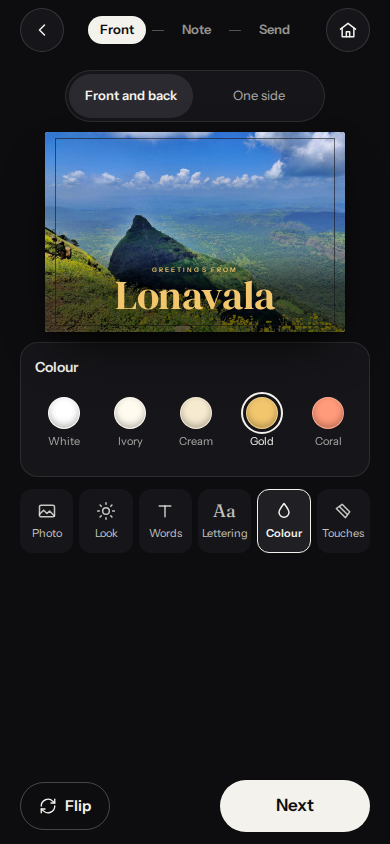 Front
Note
Send
Front and back
One side
GREETINGS FROM
Lonavala
Colour
White
Ivory
Cream
Gold
Coral
Photo
Look
Words
Aa
Lettering
Colour
Touches
Flip
Next